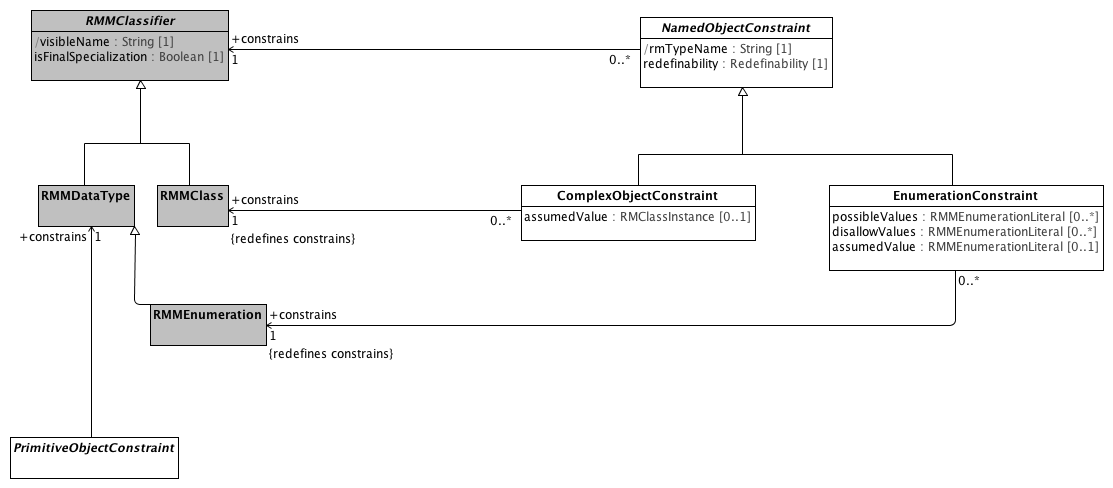 RMMClassifier
/visibleName : String [1]
isFinalSpecialization : Boolean [1]
+constrains
1
0..*
NamedObjectConstraint
/rmTypeName : String [1]
redefinability : Redefinability [1]
RMMDataType
RMMClass
+constrains
1
{redefines constrains}
0..*
ComplexObjectConstraint
assumedValue : RMClassInstance [0..1]
EnumerationConstraint
possibleValues : RMMEnumerationLiteral [0..*]
disallowValues : RMMEnumerationLiteral [0..*]
assumedValue : RMMEnumerationLiteral [0..1]
+constrains 1
0..*
RMMEnumeration
+constrains
1
{redefines constrains}
PrimitiveObjectConstraint